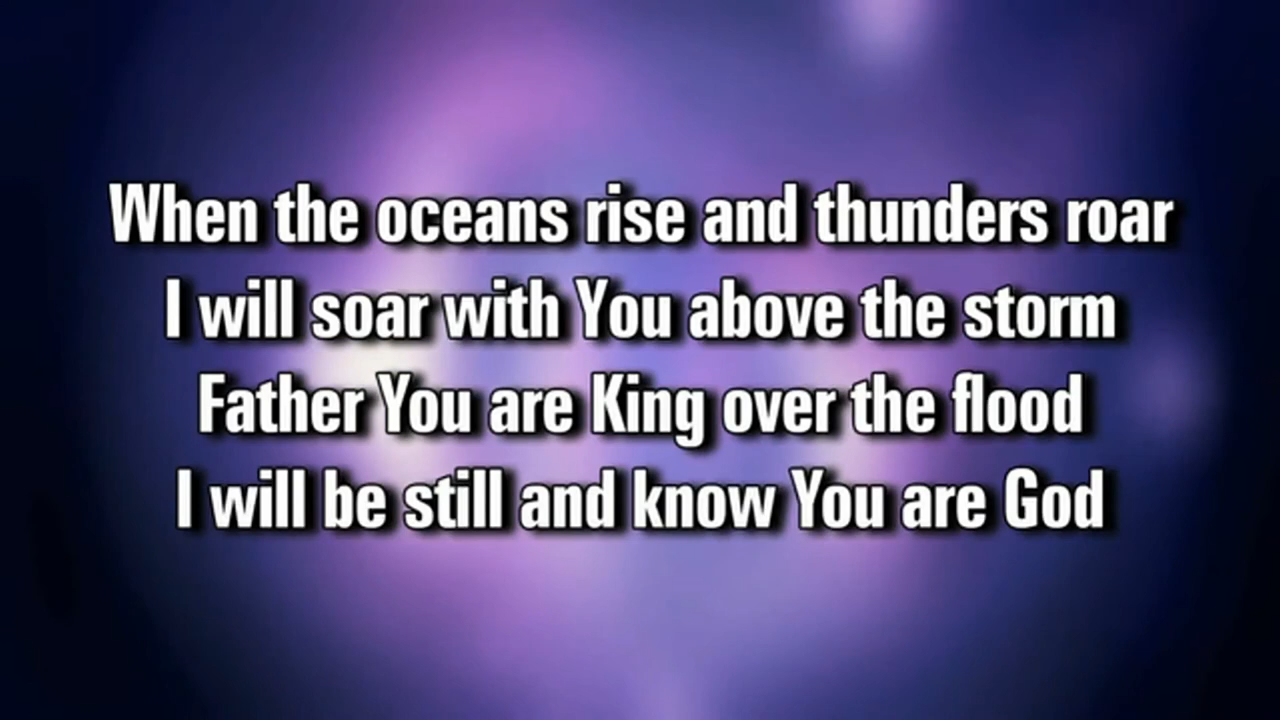 When the oceans rise and thunders roar
I will soar with You above the storm
Father You are King over the flood
I will be still and know You are God